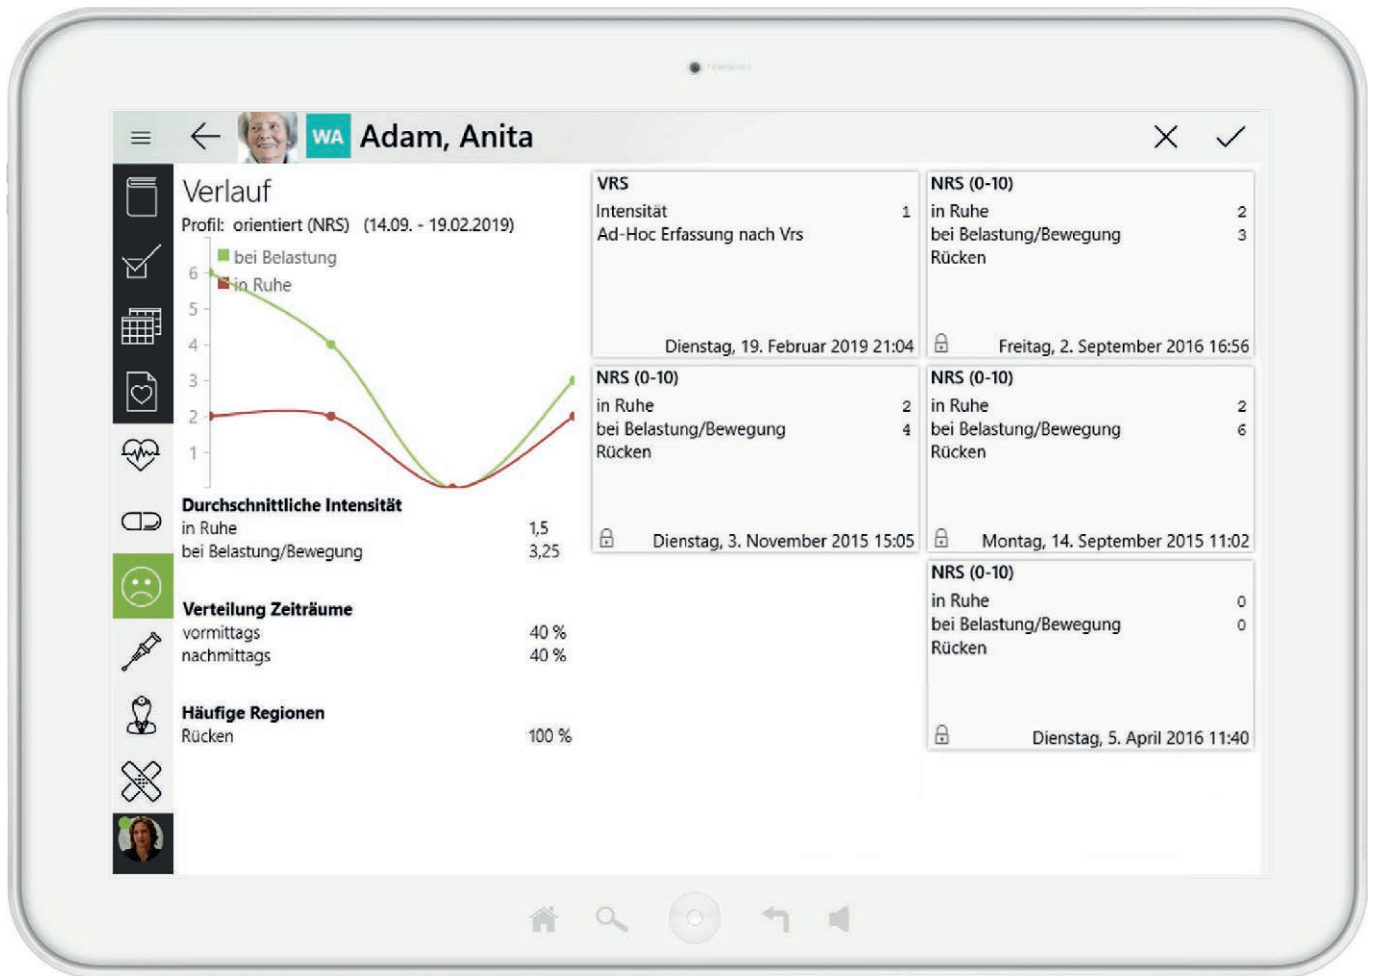 WA Adam, Anita
Verlauf
Profil: orientiert (NRS) (14.09. - 19.02.2019)
bei Belastung
in Ruhe
6
5
4
3
2
1
Durchschnittliche Intensität
in Ruhe 1,5
bei Belastung/Bewegung 3,25
Verteilung Zeiträume
vormittags 40 %
nachmittags 40 %
Häufige Regionen
Rücken 100 %
VRS
Intensität 1
Ad-Hoc Erfassung nach Vrs
Dienstag, 19. Februar 2019 21:04
NRS (0-10)
in Ruhe 2
bei Belastung/Bewegung 3
Rücken
Freitag, 2. September 2016 16:56
NRS (0-10)
in Ruhe 2
bei Belastung/Bewegung 4
Rücken
Dienstag, 3. November 2015 15:05
NRS (0-10)
in Ruhe 2
bei Belastung/Bewegung 6
Rücken
Montag, 14. September 2015 11:02
NRS (0-10)
in Ruhe 0
bei Belastung/Bewegung 0
Rücken
Dienstag, 5. April 2016 11:40